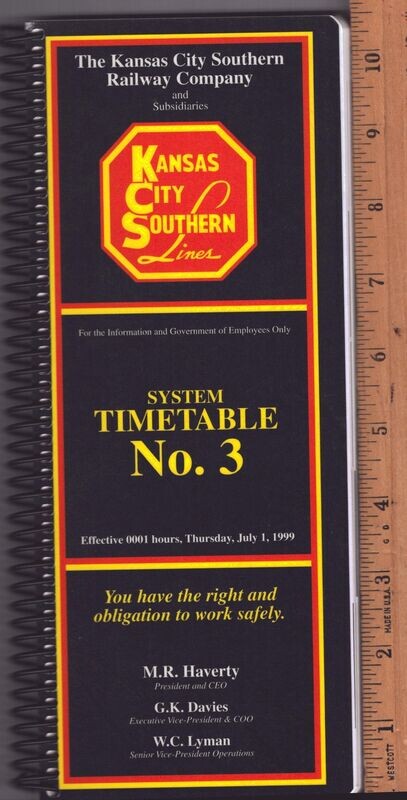 The Kansas City Southern
Railway Company
and
Subsidiaries
KANSAS
CITY
SOUTHERN
Lines
For the Information and Government of Employees Only
SYSTEM
TIMETABLE
No. 3
Effective 0001 hours, Thursday, July 1, 1999
You have the right and
obligation to work safely.
M.R. Haverty
President and CEO
G.K. Davies
Executive Vice-President & COO
W.C. Lyman
Senior Vice-President Operations
10
9
8
7
6
5
4
3
2
1
G D
MADE IN U.S.A.
WESTCOTT